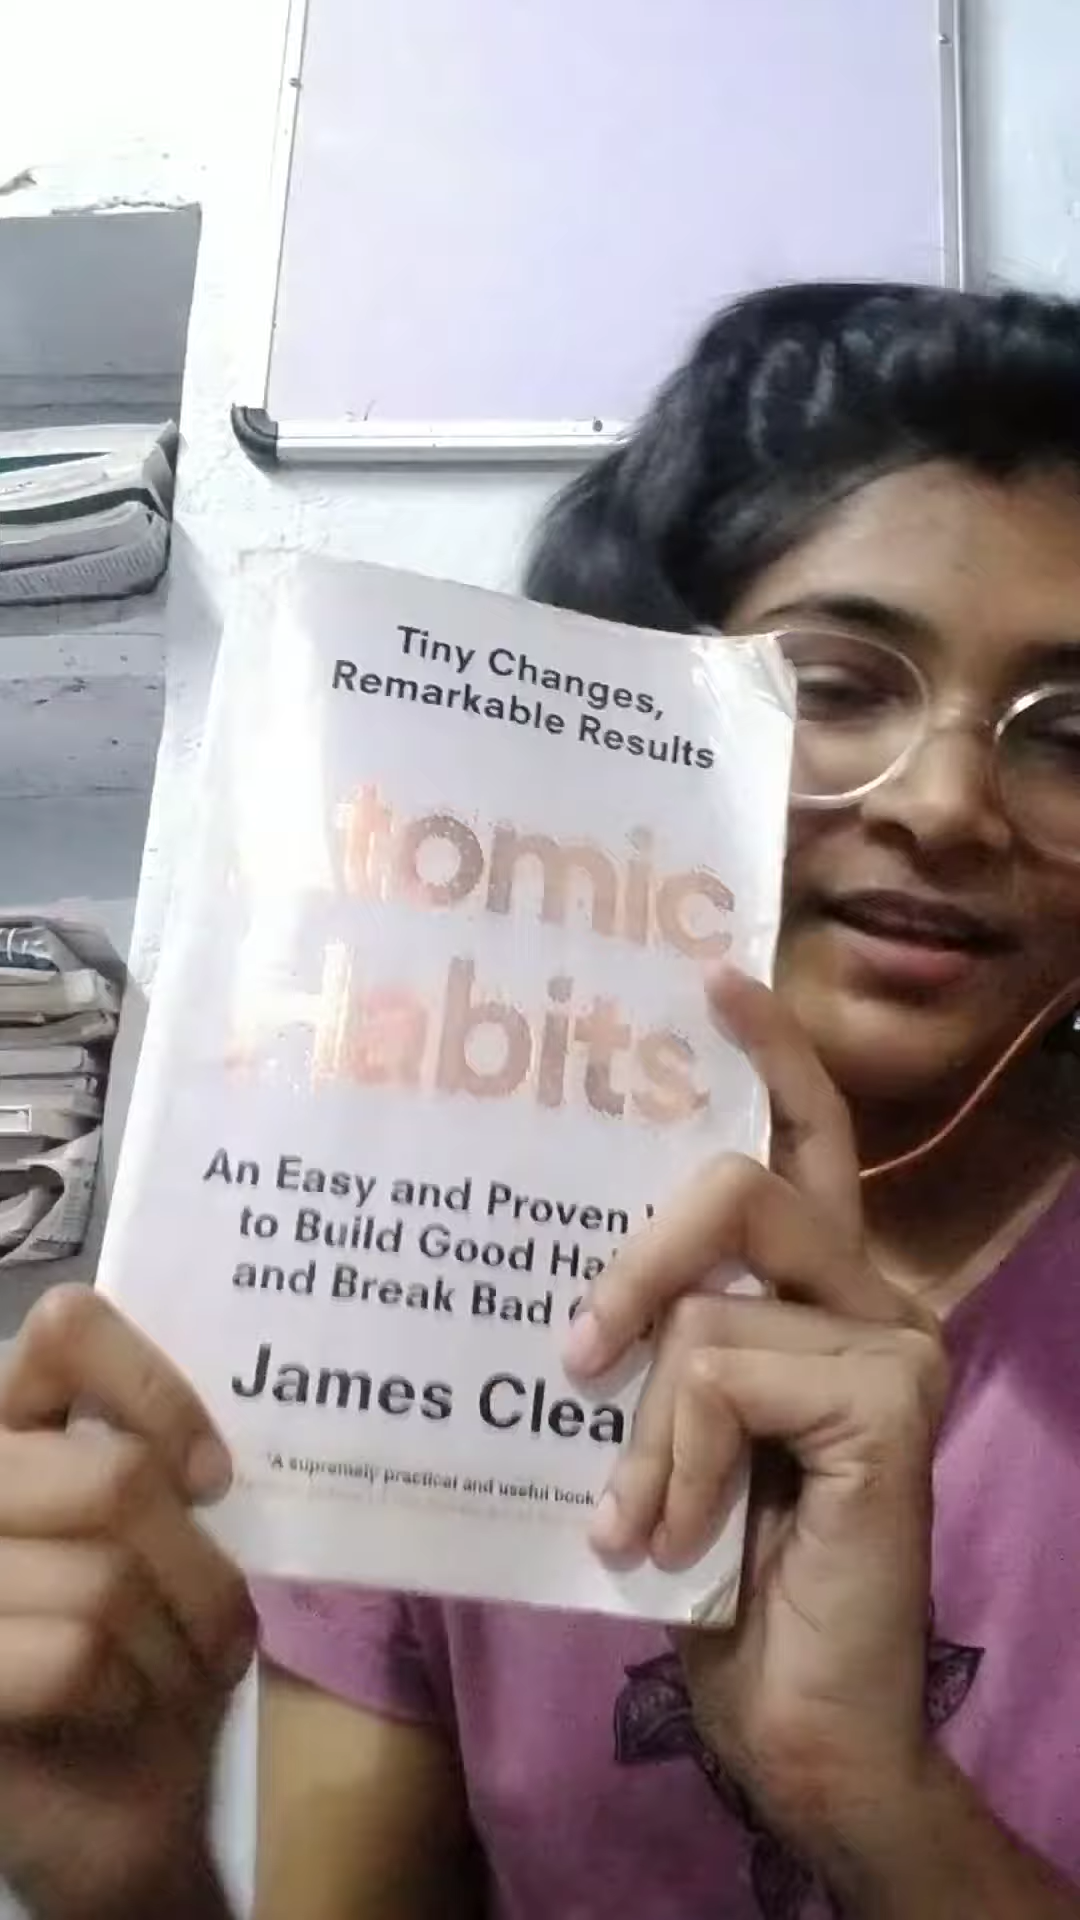 Tiny Changes,
Remarkable Results
tomic
Habits
An Easy and Proven
to Build Good Ha
and Break Bad
James Clea
'A supremely practical and useful book